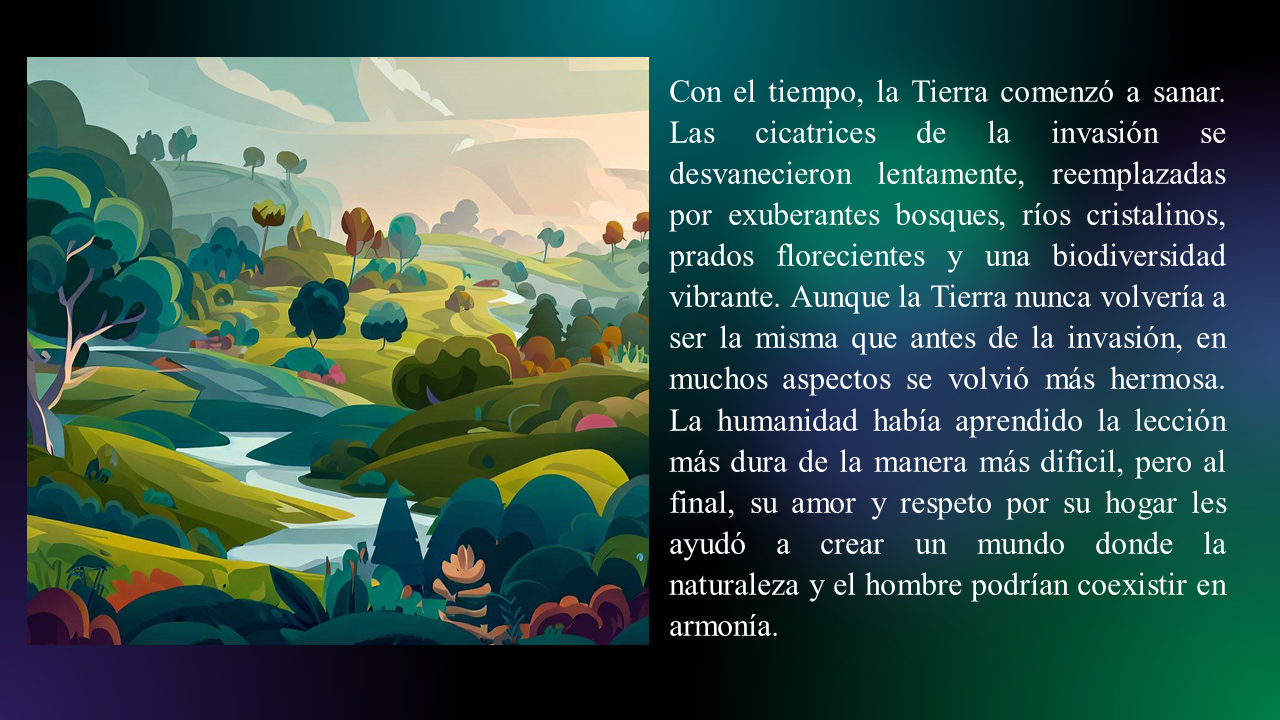 Con el tiempo, la Tierra comenzó a sanar.
Las cicatrices de la invasión se
desvanecieron lentamente, reemplazadas
por exuberantes bosques, ríos cristalinos,
prados florecientes y una biodiversidad
vibrante. Aunque la Tierra nunca volvería a
ser la misma que antes de la invasión, en
muchos aspectos se volvió más hermosa.
La humanidad había aprendido la lección
más dura de la manera más difícil, pero al
final, su amor y respeto por su hogar les
ayudó a crear un mundo donde la
naturaleza y el hombre podrían coexistir en
armonía.